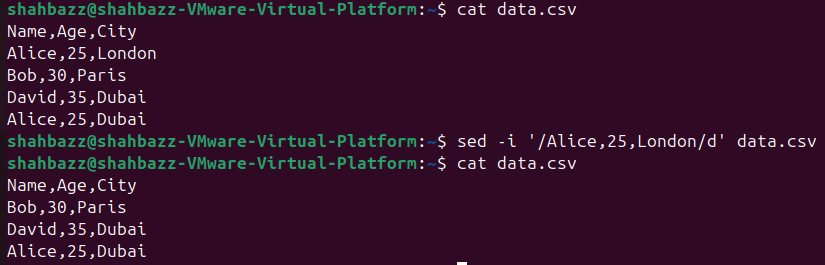 shahbazz@shahbazz-VMware-Virtual-Platform:~$ cat data.csv
Name,Age,City
Alice,25,London
Bob,30,Paris
David,35,Dubai
Alice,25,Dubai
shahbazz@shahbazz-VMware-Virtual-Platform:~$ sed -i '/Alice,25,London/d' data.csv
shahbazz@shahbazz-VMware-Virtual-Platform:~$ cat data.csv
Name,Age,City
Bob,30,Paris
David,35,Dubai
Alice,25,Dubai